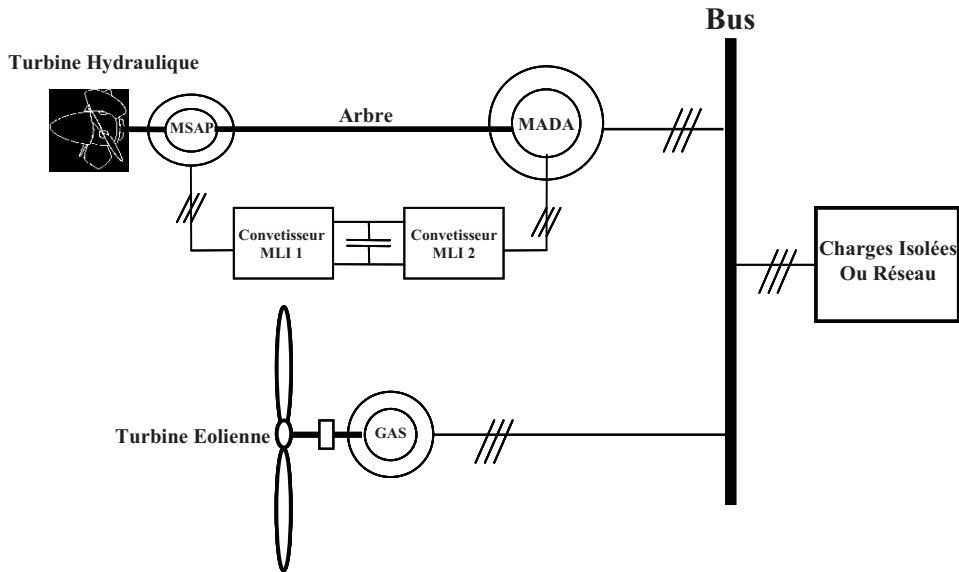 Bus
Turbine Hydraulique
MSAP
Arbre
MADA
Convetisseur
MLI 1
Convetisseur
MLI 2
Charges Isolées
Ou Réseau
Turbine Eolienne
GAS